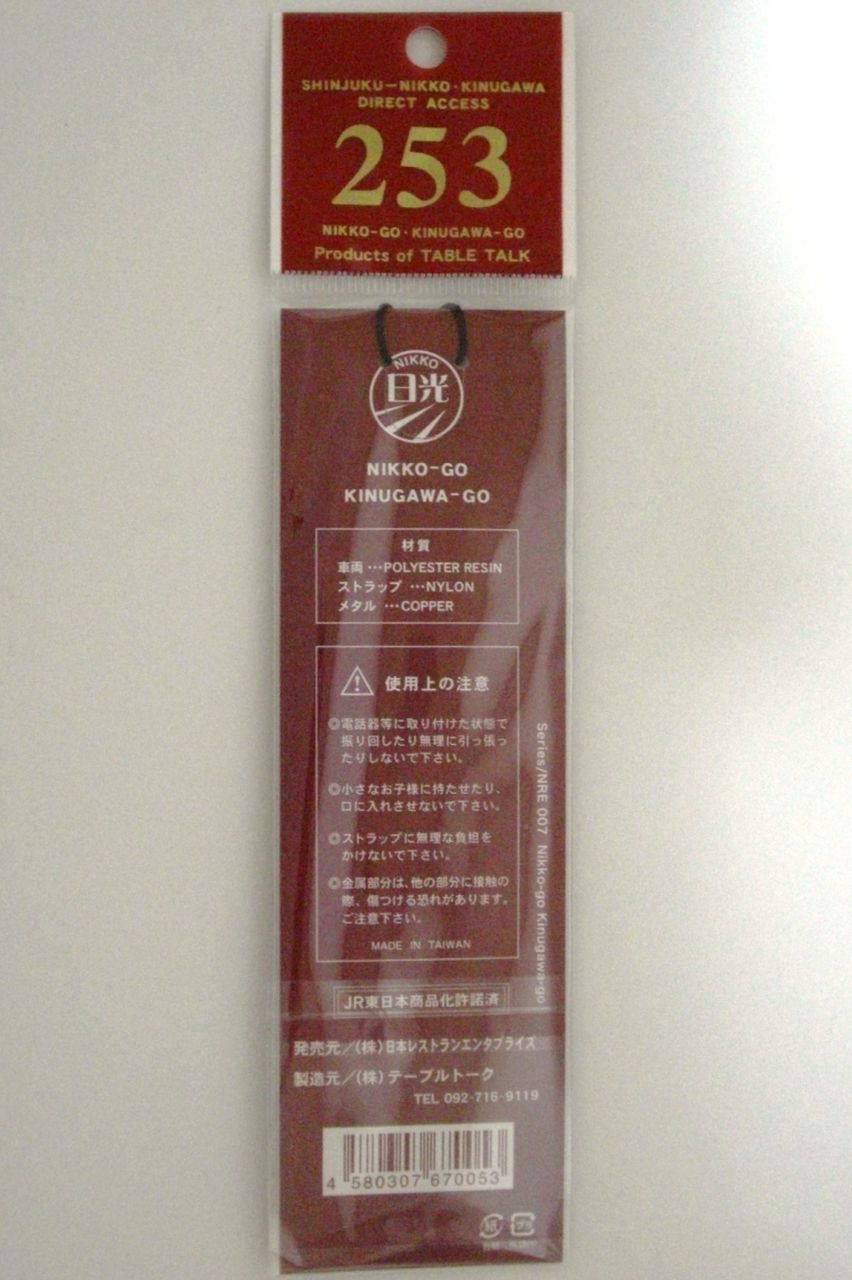 SHINJUKU—NIKKO・KINUGAWA
DIRECT ACCESS
253
NIKKO-GO・KINUGAWA-GO
Products of TABLE TALK
NIKKO
日光
NIKKO-GO
KINUGAWA-GO
材質
車両…POLYESTER RESIN
ストラップ …NYLON
メタル …COPPER
使用上の注意
◎電話器等に取り付けた状態で
振り回したり無理に引っ張っ
たりしないで下さい。
◎小さなお子様に持たせたり、
口に入れさせないで下さい。
◎ストラップに無理な負担を
かけないで下さい。
◎金属部分は、他の部分に接触の
際、傷つける恐れがあります。
ご注意下さい。
MADE IN TAIWAN
Series/NRE 007 Nikko-go Kinugawa-go
JR東日本商品化許諾済
発売元/(株)日本レストランエンタプライズ
製造元/(株)テーブルトーク
TEL 092-716-9119
4 580307 670053
紙 プラ